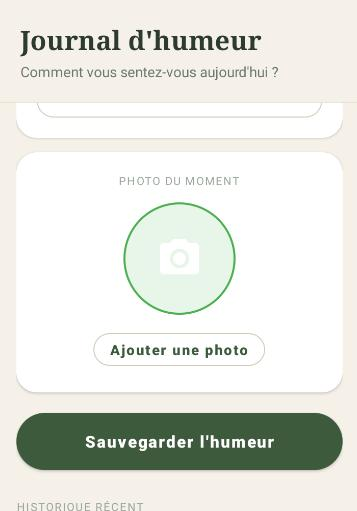 Journal d'humeur
Comment vous sentez-vous aujourd'hui ?
PHOTO DU MOMENT
Ajouter une photo
Sauvegarder l'humeur
HISTORIQUE RÉCENT